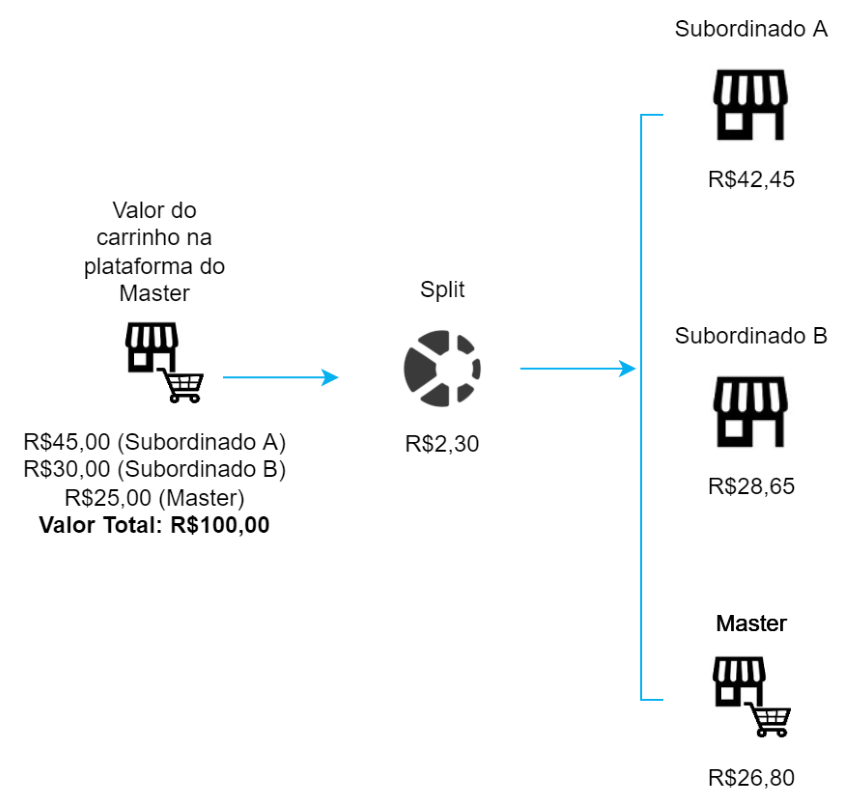 Subordinado A
R$42,45
Valor do
carrinho na
plataforma do
Master
R$45,00 (Subordinado A)
R$30,00 (Subordinado B)
R$25,00 (Master)
Valor Total: R$100,00
Split
R$2,30
Subordinado B
R$28,65
Master
R$26,80